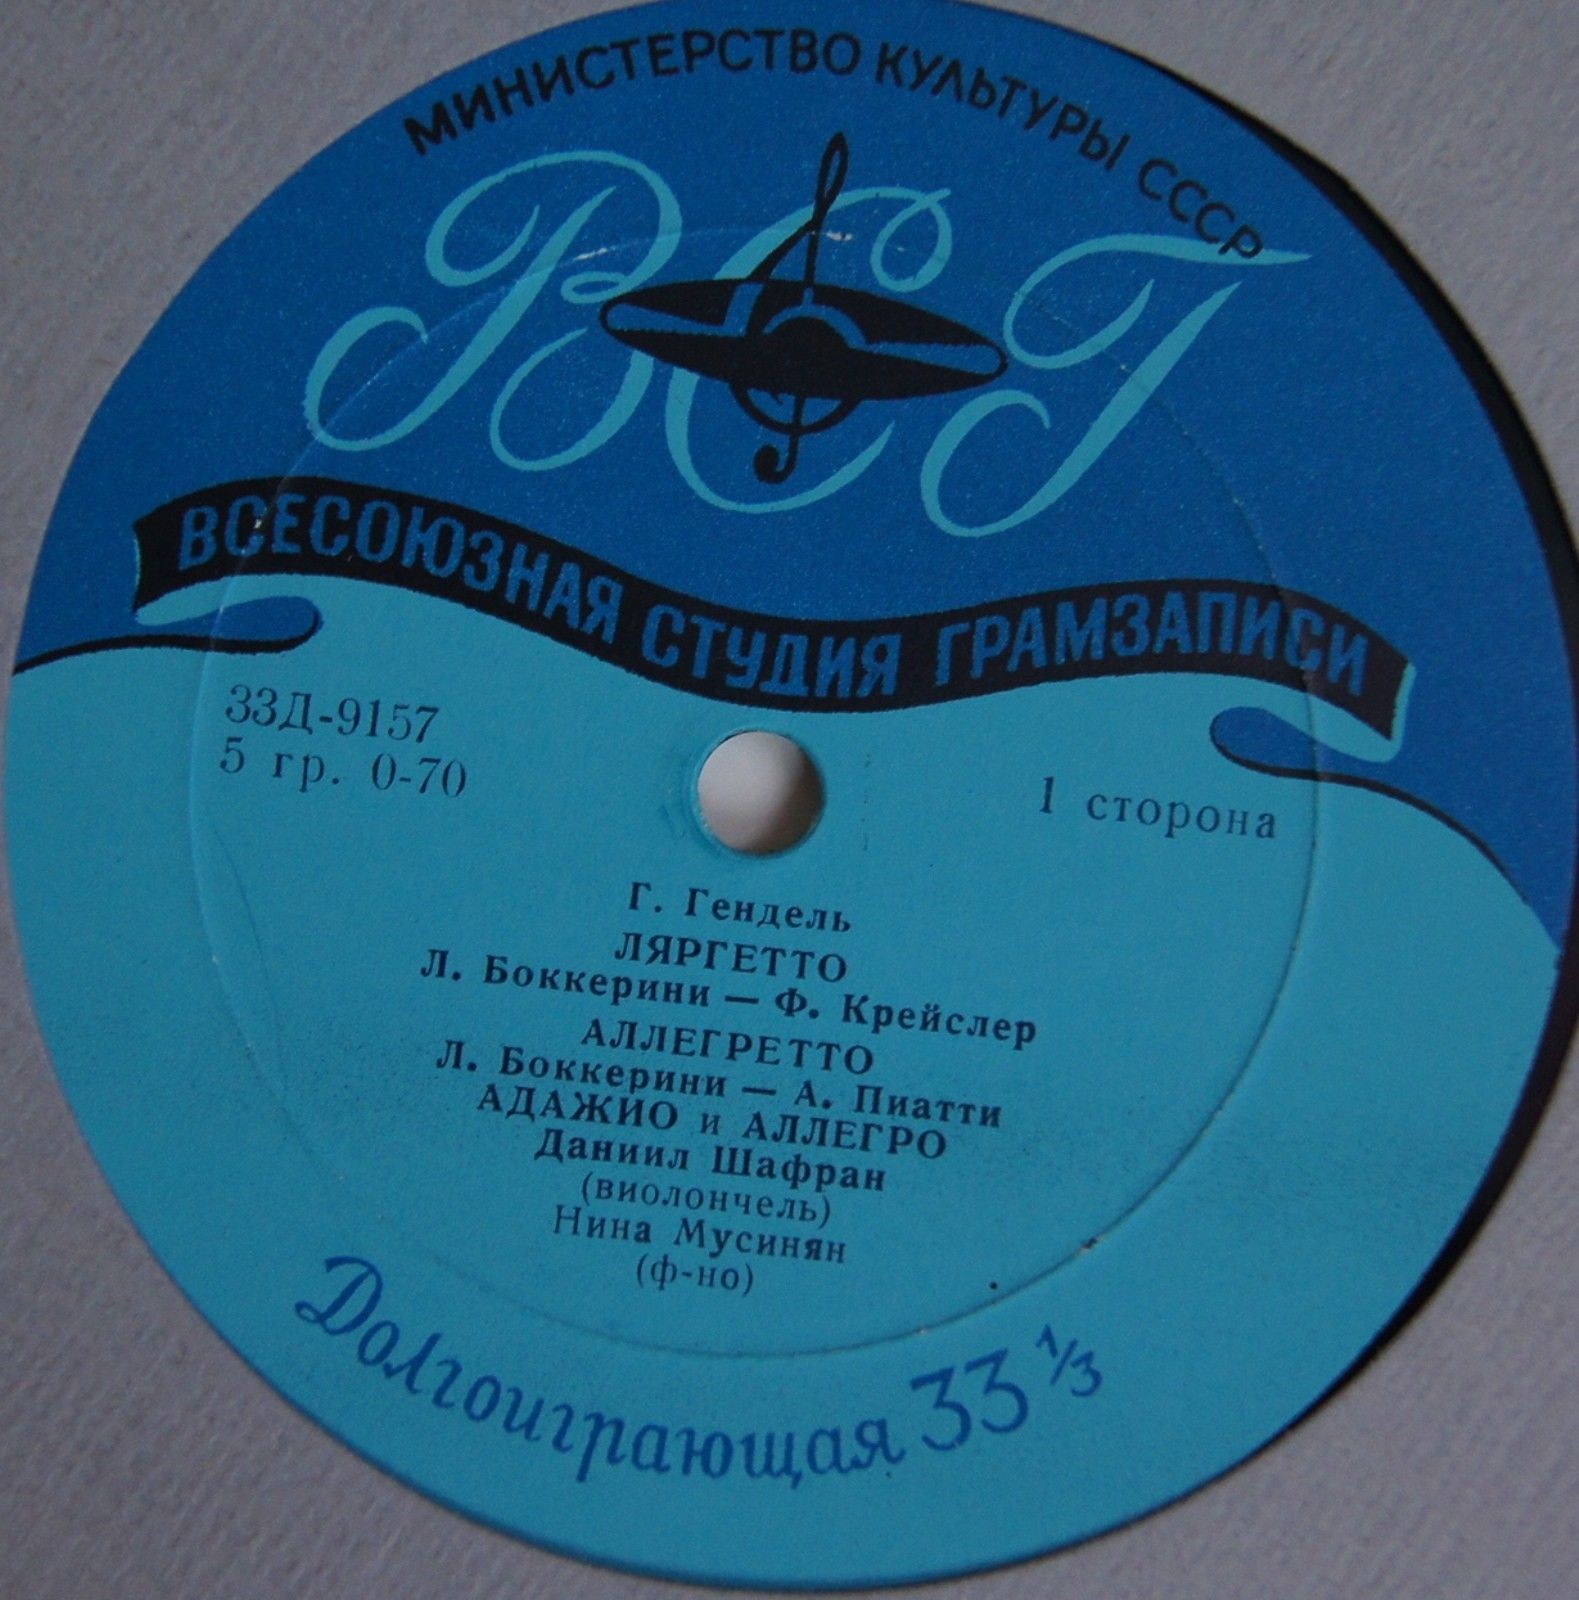 МИНИСТЕРСТВО КУЛЬТУРЫ СССР
ВСГ
ВСЕСОЮЗНАЯ СТУДИЯ ГРАМЗАПИСИ
33Д-9157
5 гр. 0-70
1 сторона
Г. Гендель
ЛЯРГЕТТО
Л. Боккерини — Ф. Крейслер
АЛЛЕГРЕТТО
Л. Боккерини — А. Пиатти
АДАЖИО и АЛЛЕГРО
Даниил Шафран
(виолончель)
Нина Мусинян
(ф-но)
Долгоиграющая 33 1/3